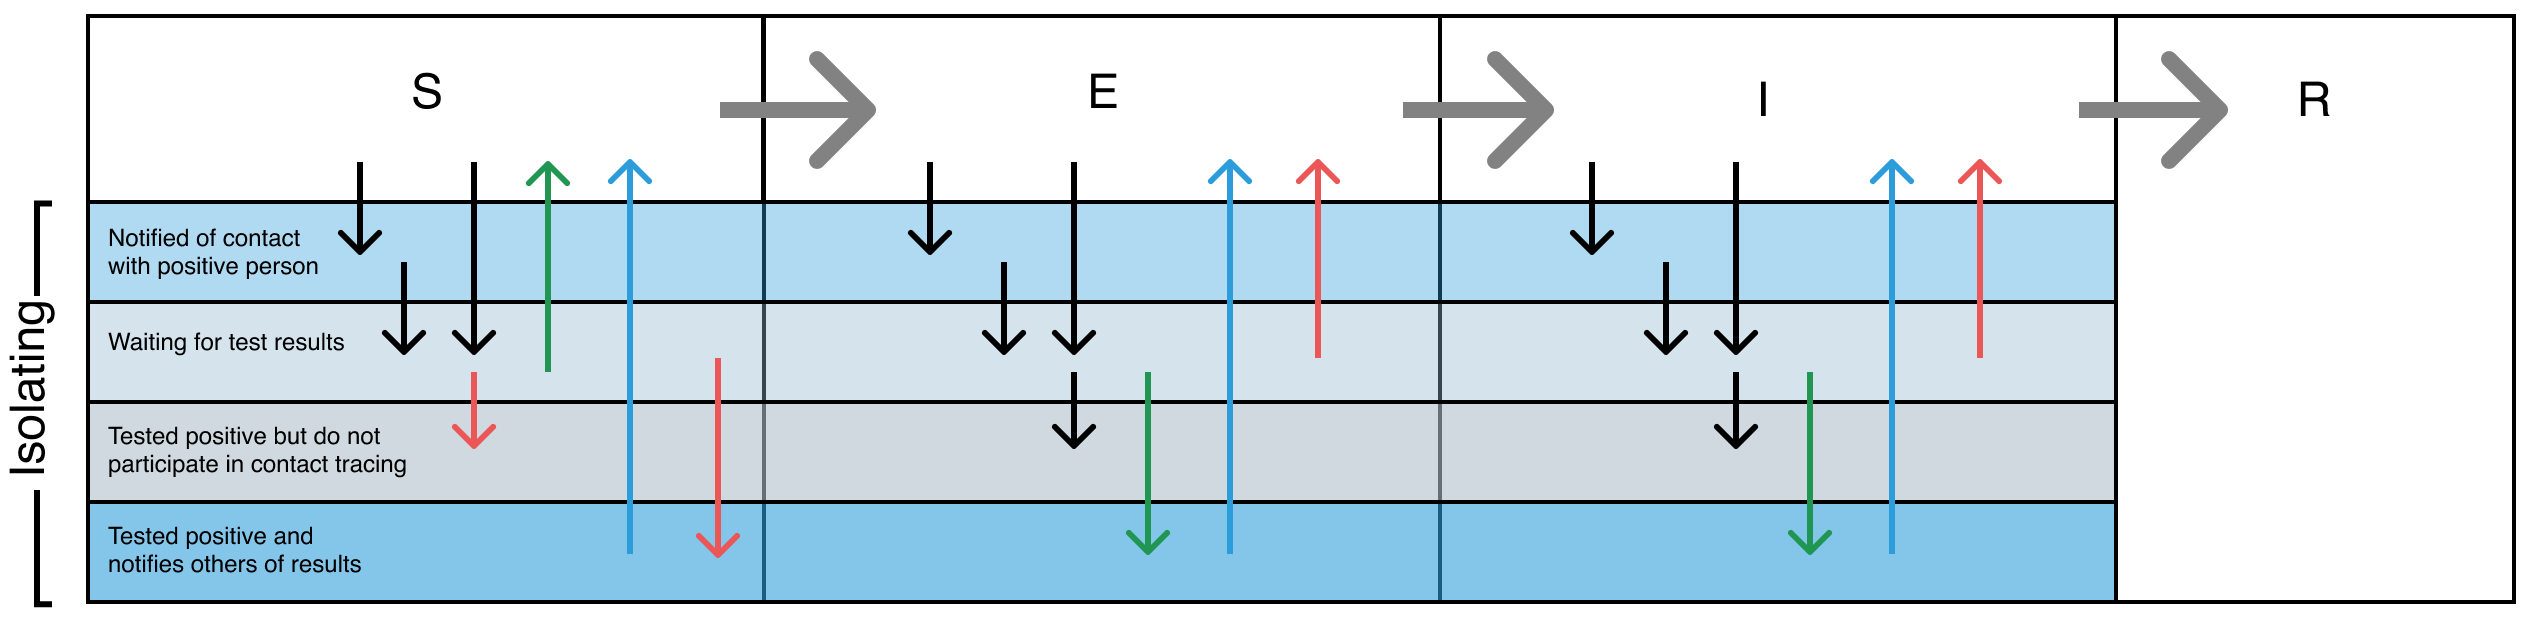 S
E
I
R
Isolating
Notified of contact
with positive person
Waiting for test results
Tested positive but do not
participate in contact tracing
Tested positive and
notifies others of results